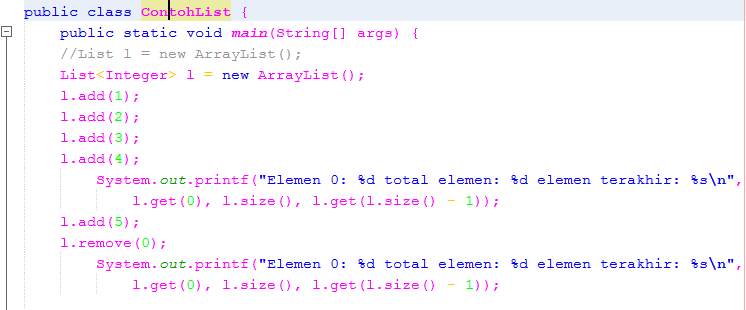 public class ContohList {
public static void main(String[] args) {
//List l = new ArrayList();
List<Integer> l = new ArrayList();
l.add(1);
l.add(2);
l.add(3);
l.add(4);
System.out.printf("Elemen 0: %d total elemen: %d elemen terakhir: %s\n",
l.get(0), l.size(), l.get(l.size() - 1));
l.add(5);
l.remove(0);
System.out.printf("Elemen 0: %d total elemen: %d elemen terakhir: %s\n",
l.get(0), l.size(), l.get(l.size() - 1));